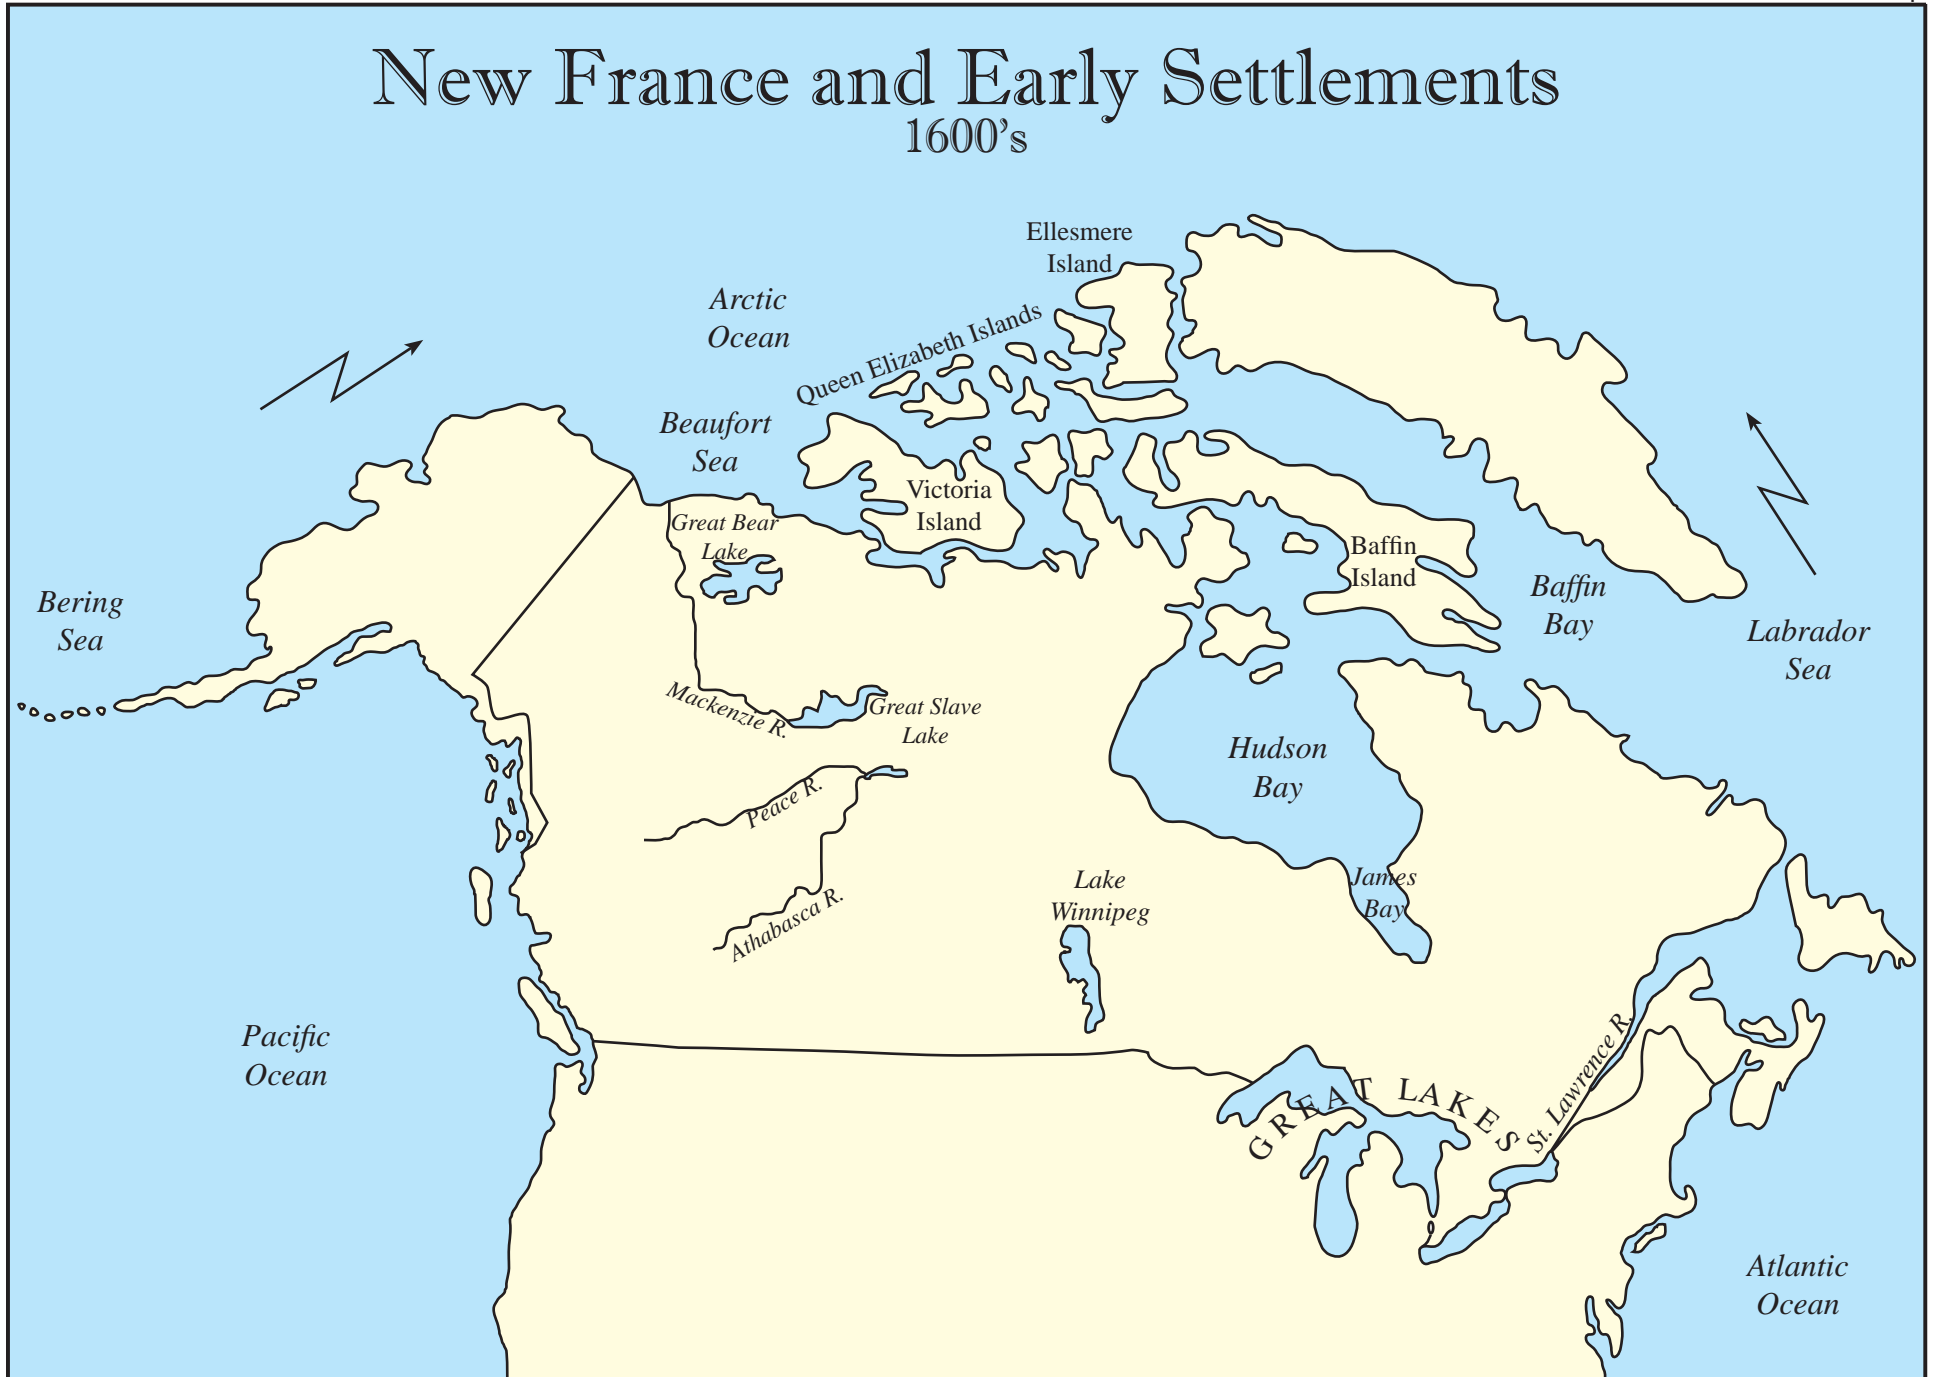 New France and Early Settlements
1600's
Ellesmere
Island
Arctic
Ocean
Queen Elizabeth Islands
Beaufort
Sea
Victoria
Island
Great Bear
Lake
Baffin
Island
Baffin
Bay
Bering
Sea
Labrador
Sea
Mackenzie R.
Great Slave
Lake
Hudson
Bay
Peace R.
James
Bay
Lake
Winnipeg
Athabasca R.
Pacific
Ocean
St. Lawrence R.
GREAT LAKES
Atlantic
Ocean